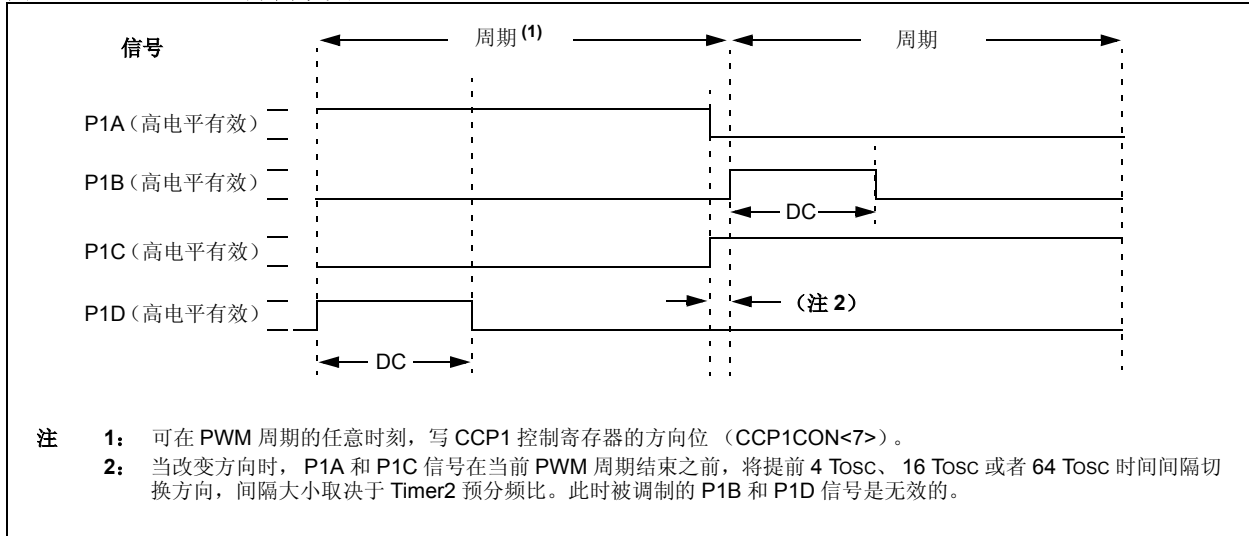 信号
周期(1)
周期
P1A（高电平有效）
P1B（高电平有效）
DC
P1C（高电平有效）
（注 2）
P1D（高电平有效）
DC
注 1： 可在 PWM 周期的任意时刻，写 CCP1 控制寄存器的方向位 （CCP1CON<7>）。
2： 当改变方向时， P1A 和 P1C 信号在当前 PWM 周期结束之前，将提前 4 TOSC、 16 TOSC 或者 64 TOSC 时间间隔切
换方向，间隔大小取决于 Timer2 预分频比。此时被调制的 P1B 和 P1D 信号是无效的。